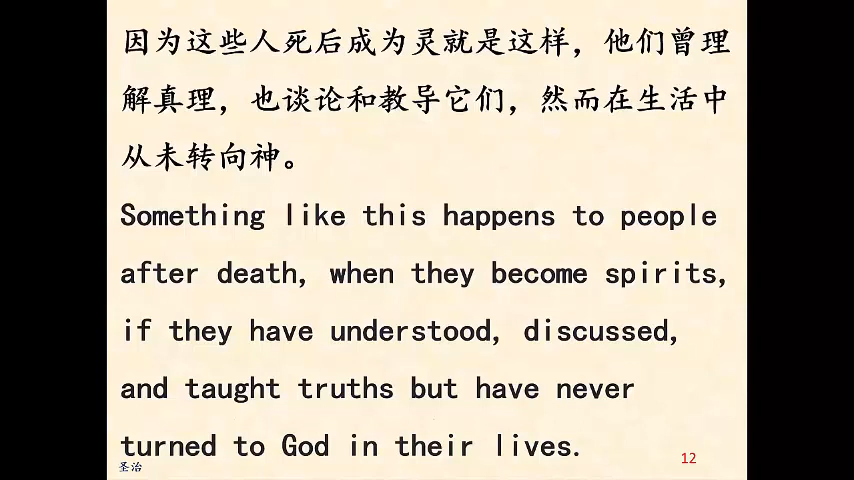 因为这些人死后成为灵就是这样，他们曾理
解真理，也谈论和教导它们，然而在生活中
从未转向神。
Something like this happens to people
after death, when they become spirits,
if they have understood, discussed,
and taught truths but have never
turned to God in their lives.
圣治
12